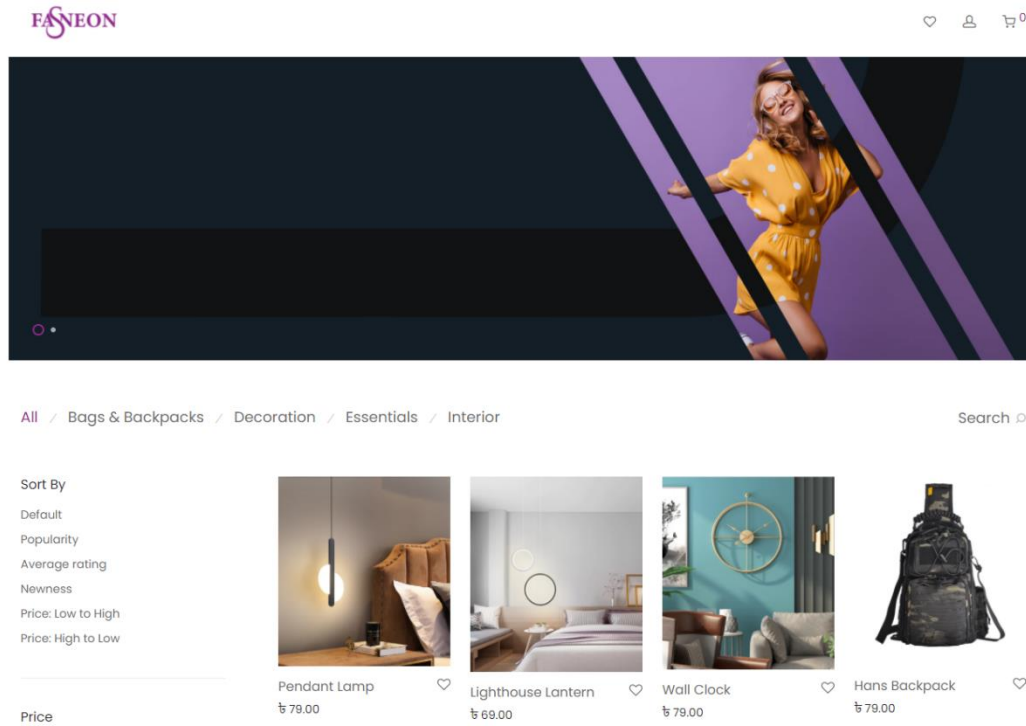 FASNEON
0
All / Bags & Backpacks / Decoration / Essentials / Interior
Search
Sort By
Default
Popularity
Average rating
Newness
Price: Low to High
Price: High to Low
Price
Pendant Lamp
৳ 79.00
Lighthouse Lantern
৳ 69.00
Wall Clock
৳ 79.00
Hans Backpack
৳ 79.00